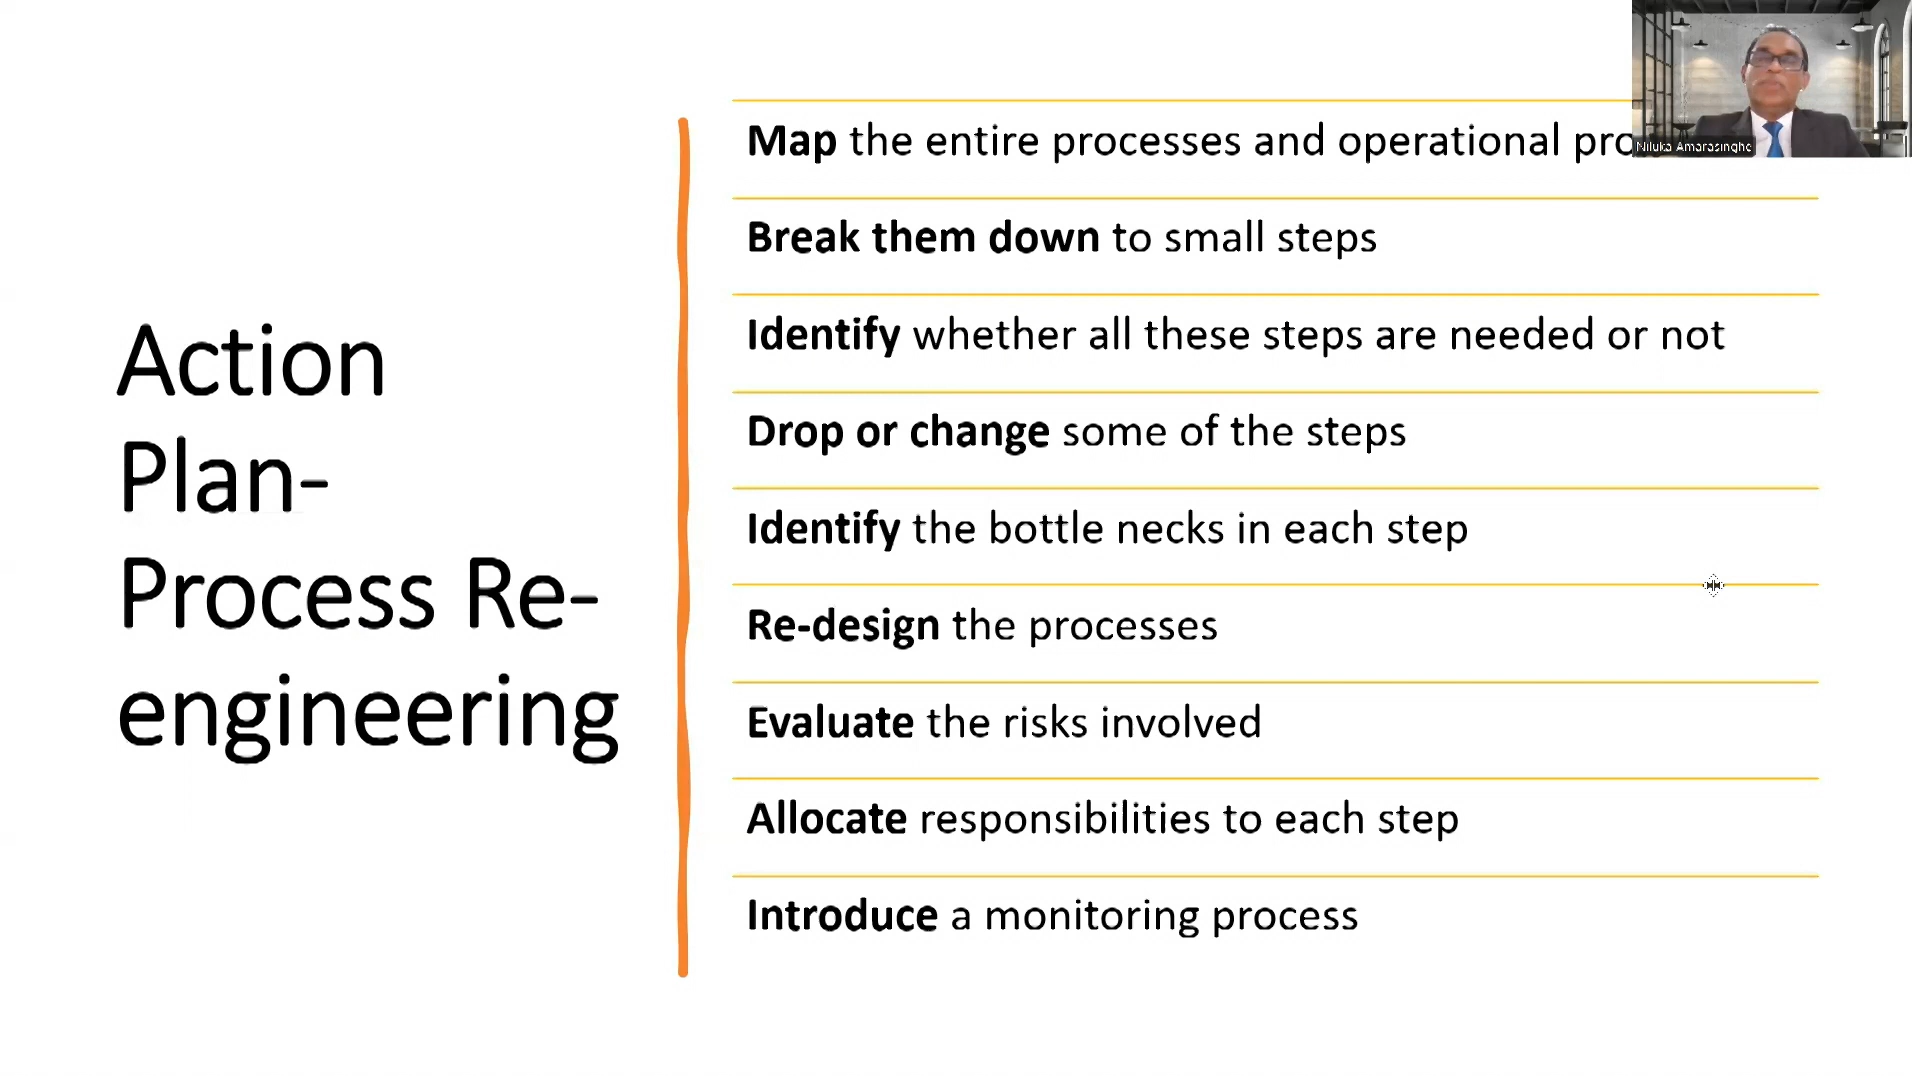 Action
Plan-
Process Re-
engineering
Map the entire processes and operational
Break them down to small steps
Identify whether all these steps are needed or not
Drop or change some of the steps
Identify the bottle necks in each step
Re-design the processes
Evaluate the risks involved
Allocate responsibilities to each step
Introduce a monitoring process
Niluka Amarasinghe